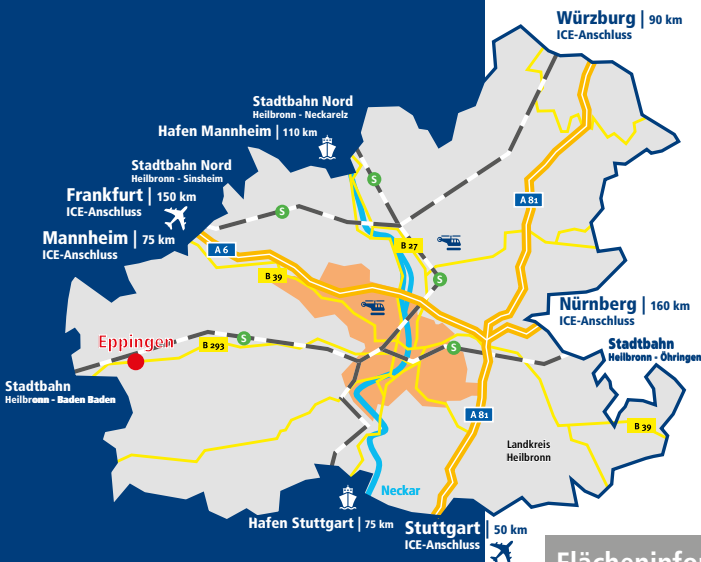 Würzburg | 90 km
ICE-Anschluss
Stadtbahn Nord
Heilbronn - Neckarelz
Hafen Mannheim | 110 km
Stadtbahn Nord
Heilbronn - Sinsheim
Frankfurt | 150 km
ICE-Anschluss
Mannheim | 75 km
ICE-Anschluss
S
S
A 81
A 6
B 27
B 39
S
Nürnberg | 160 km
ICE-Anschluss
Eppingen
B 293
S
S
Stadtbahn
Heilbronn - Öhringen
Stadtbahn
Heilbronn - Baden Baden
A 81
B 39
Landkreis
Heilbronn
Neckar
Hafen Stuttgart | 75 km
Stuttgart | 50 km
ICE-Anschluss